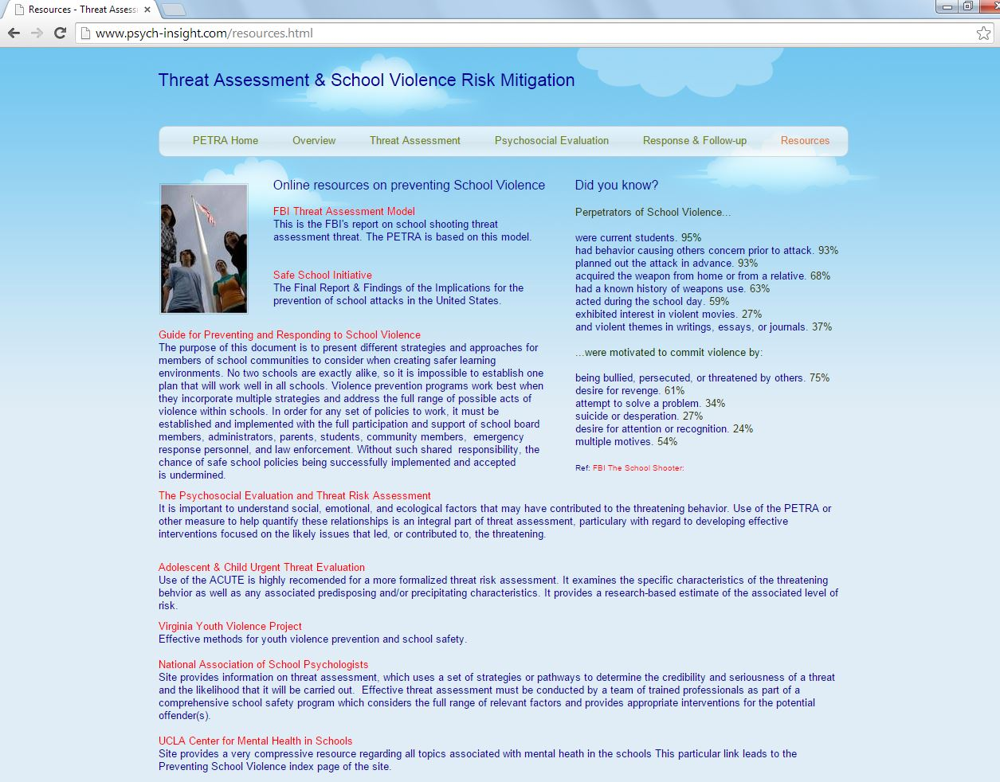 Resources - Threat Assess
www.psych-insight.com/resources.html
Threat Assessment & School Violence Risk Mitigation
PETRA Home
Overview
Threat Assessment
Psychosocial Evaluation
Response & Follow-up
Resources
Online resources on preventing School Violence
FBI Threat Assessment Model
This is the FBI's report on school shooting threat
assessment threat. The PETRA is based on this model.
Safe School Initiative
The Final Report & Findings of the Implications for the
prevention of school attacks in the United States.
Guide for Preventing and Responding to School Violence
The purpose of this document is to present different strategies and approaches for
members of school communities to consider when creating safer learning
environments. No two schools are exactly alike, so it is impossible to establish one
plan that will work well in all schools. Violence prevention programs work best when
they incorporate multiple strategies and address the full range of possible acts of
violence within schools. In order for any set of policies to work, it must be
established and implemented with the full participation and support of school board
members, administrators, parents, students, community members,  emergency
response personnel, and law enforcement. Without such shared  responsibility, the
chance of safe school policies being successfully implemented and accepted
is undermined.
Did you know?
Perpetrators of School Violence...
were current students. 95%
had behavior causing others concern prior to attack. 93%
planned out the attack in advance. 93%
acquired the weapon from home or from a relative. 68%
had a known history of weapons use. 63%
acted during the school day. 59%
exhibited interest in violent movies. 27%
and violent themes in writings, essays, or journals. 37%
...were motivated to commit violence by:
being bullied, persecuted, or threatened by others. 75%
desire for revenge. 61%
attempt to solve a problem. 34%
suicide or desperation. 27%
desire for attention or recognition. 24%
multiple motives. 54%
Ref: FBI The School Shooter:
The Psychosocial Evaluation and Threat Risk Assessment
It is important to understand social, emotional, and ecological factors that may have contributed to the threatening behavior. Use of the PETRA or
other measure to help quantify these relationships is an integral part of threat assessment, particulary with regard to developing effective
interventions focused on the likely issues that led, or contributed to, the threatening.
Adolescent & Child Urgent Threat Evaluation
Use of the ACUTE is highly recomended for a more formalized threat risk assessment. It examines the specific characteristics of the threatening
behvior as well as any associated predisposing and/or precipitating characteristics. It provides a research-based estimate of the associated level of
risk.
Virginia Youth Violence Project
Effective methods for youth violence prevention and school safety.
National Association of School Psychologists
Site provides information on threat assessment, which uses a set of strategies or pathways to determine the credibility and seriousness of a threat
and the likelihood that it will be carried out.  Effective threat assessment must be conducted by a team of trained professionals as part of a
comprehensive school safety program which considers the full range of relevant factors and provides appropriate interventions for the potential
offender(s).
UCLA Center for Mental Health in Schools
Site provides a very compressive resource regarding all topics associated with mental heath in the schools This particular link leads to the
Preventing School Violence index page of the site.